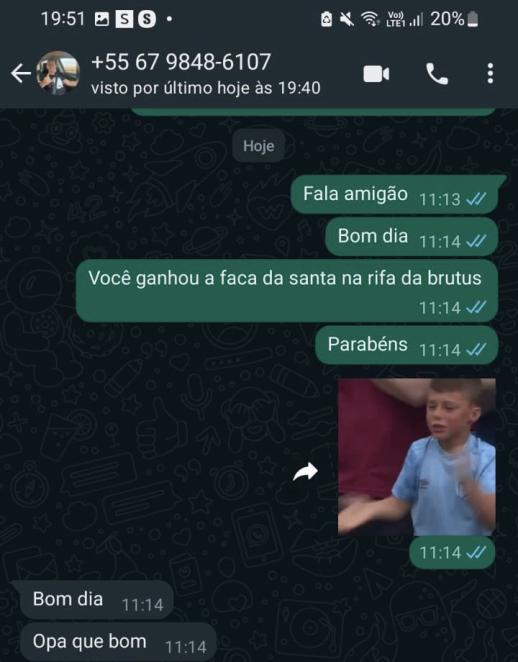 19:51
Vo))
LTE1
20%
+55 67 9848-6107
visto por último hoje às 19:40
Hoje
Fala amigão 11:13
Bom dia 11:14
Você ganhou a faca da santa na rifa da brutus
11:14
Parabéns 11:14
11:14
Bom dia 11:14
Opa que bom 11:14